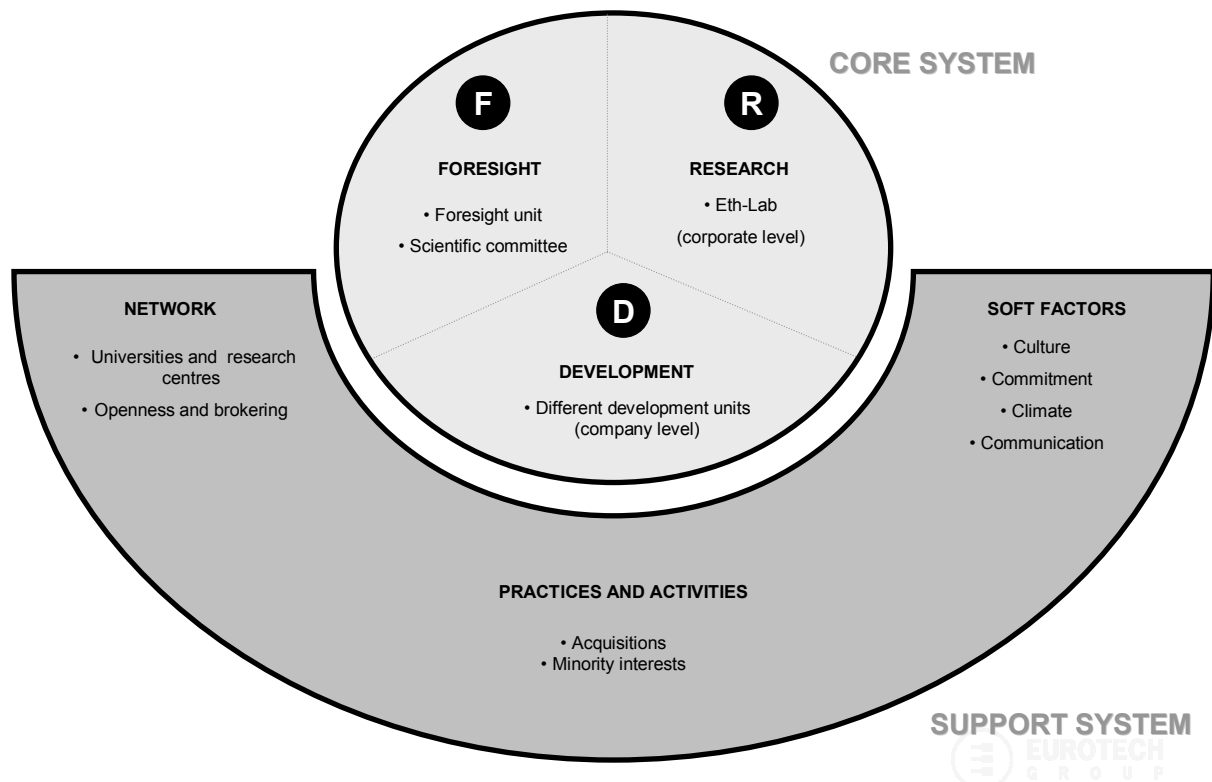 CORE SYSTEM
F
R
FORESIGHT
• Foresight unit
• Scientific committee
RESEARCH
• Eth-Lab
(corporate level)
D
DEVELOPMENT
• Different development units
(company level)
NETWORK
• Universities and research
centres
• Openness and brokering
SOFT FACTORS
• Culture
• Commitment
• Climate
• Communication
PRACTICES AND ACTIVITIES
• Acquisitions
• Minority interests
SUPPORT SYSTEM
EUROTECH
GROUP